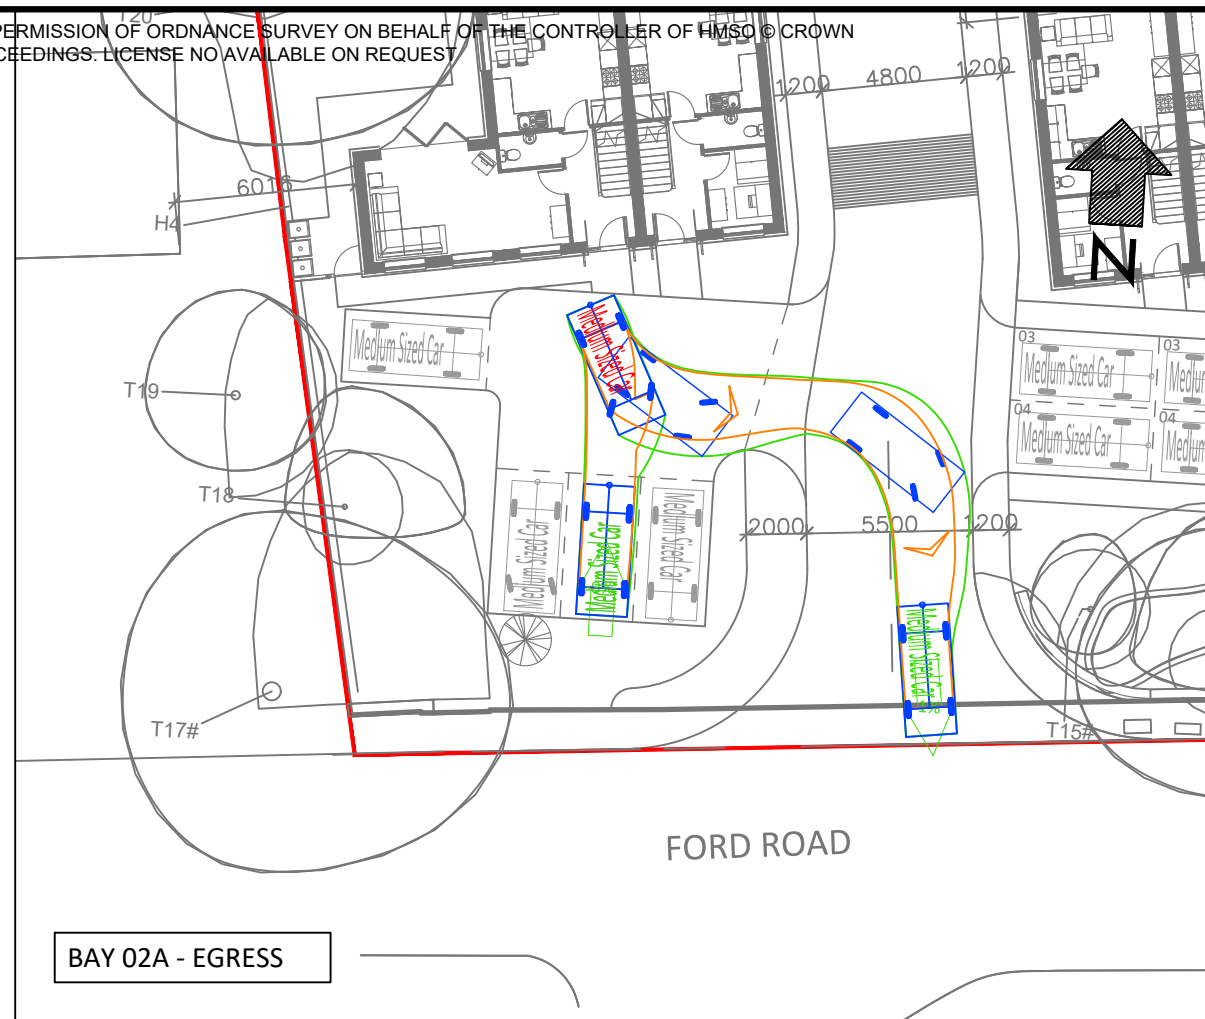 T20
PERMISSION OF ORDNANCE SURVEY ON BEHALF OF THE CONTROLLER OF HMSO © CROWN
CEEDINGS. LICENSE NO AVAILABLE ON REQUEST
1200
4800
1200
6016
H4
N
Medium Sized Car
Medium Sized Car
03
Medium Sized Car
03
Medium
T19
04
Medium Sized Car
04
Medium
T18
Medium Sized Car
Medium Sized Car
Medium Sized Car
2000
5500
1200
Medium Sized Car
T17#
T15#
FORD ROAD
BAY 02A - EGRESS